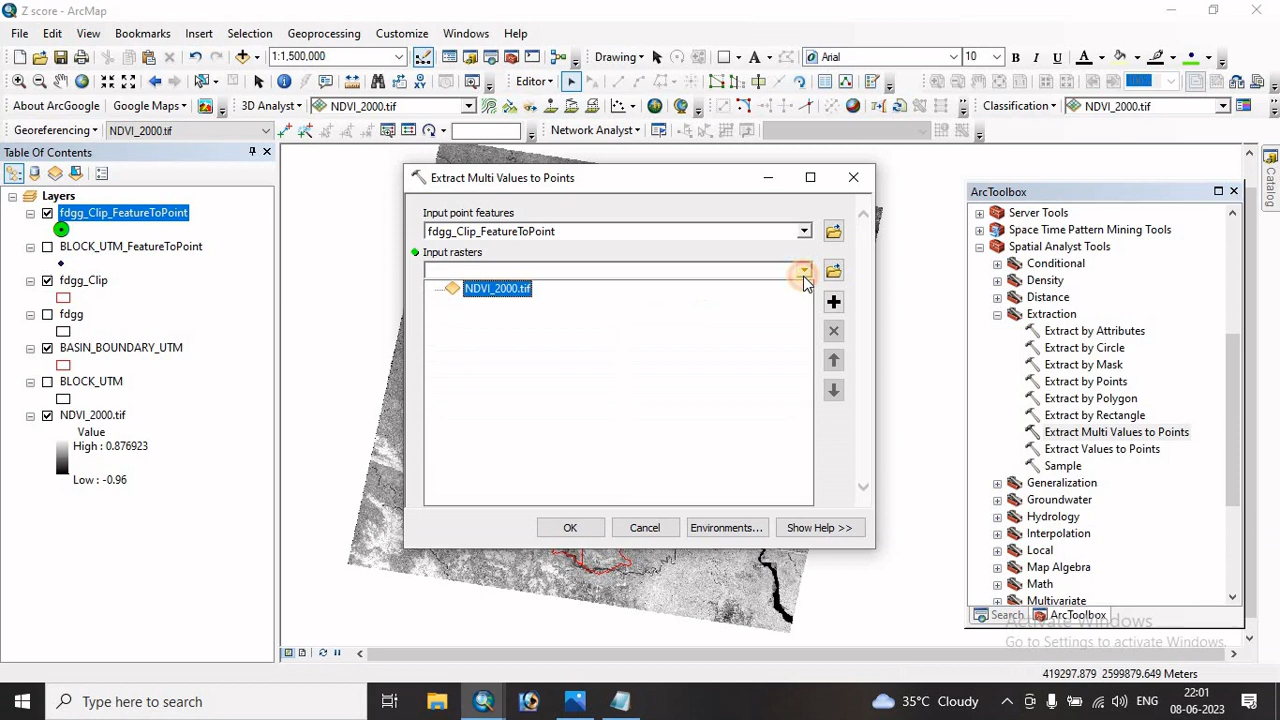 Z score - ArcMap
File Edit View Bookmarks Insert Selection Geoprocessing Customize Windows Help
1:1,500,000 Drawing Arial 10 B I U A
Editor
About ArcGoogle Google Maps 3D Analyst NDVI_2000.tif Classification NDVI_2000.tif
Georeferencing NDVI_2000.tif Network Analyst
Table Of Contents
Layers
fdgg_Clip_FeatureToPoint
BLOCK_UTM_FeatureToPoint
fdgg_Clip
fdgg
BASIN_BOUNDARY_UTM
BLOCK_UTM
NDVI_2000.tif
Value
High : 0.876923
Low : -0.96
Extract Multi Values to Points
Input point features
fdgg_Clip_FeatureToPoint
Input rasters
NDVI_2000.tif
OK Cancel Environments... Show Help >>
ArcToolbox
Server Tools
Space Time Pattern Mining Tools
Spatial Analyst Tools
Conditional
Density
Distance
Extraction
Extract by Attributes
Extract by Circle
Extract by Mask
Extract by Points
Extract by Polygon
Extract by Rectangle
Extract Multi Values to Points
Extract Values to Points
Sample
Generalization
Groundwater
Hydrology
Interpolation
Local
Map Algebra
Math
Multivariate
Search ArcToolbox
Catalog
Activate Windows
Go to Settings to activate Windows.
419297.879 2599879.649 Meters
Type here to search
35°C Cloudy
ENG
22:01
08-06-2023